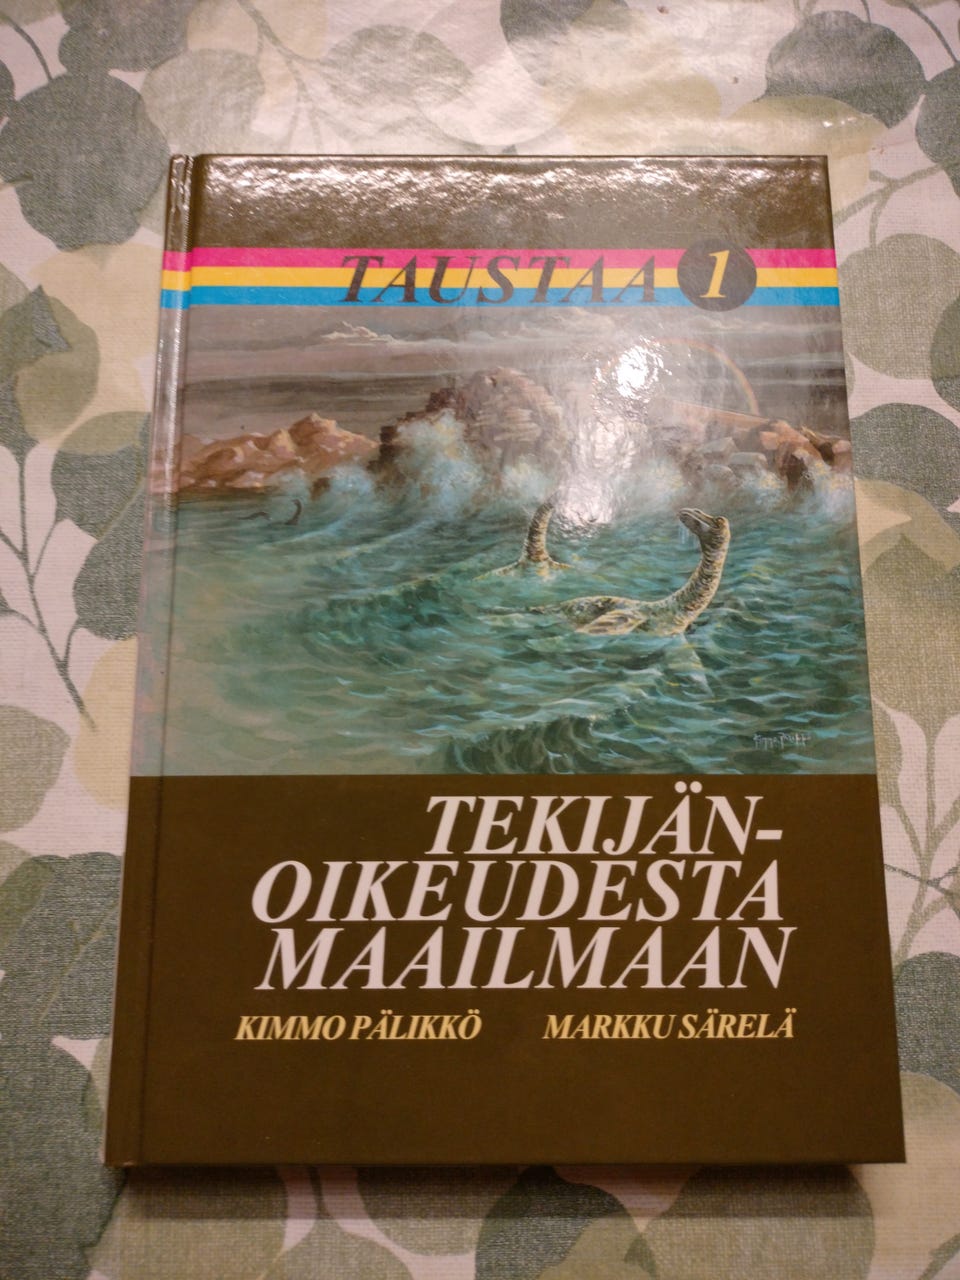 TAUSTAA 1
TEKIJÄN-
OIKEUDESTA
MAAILMAAN
KIMMO PÄLIKKÖ MARKKU SÄRELÄ